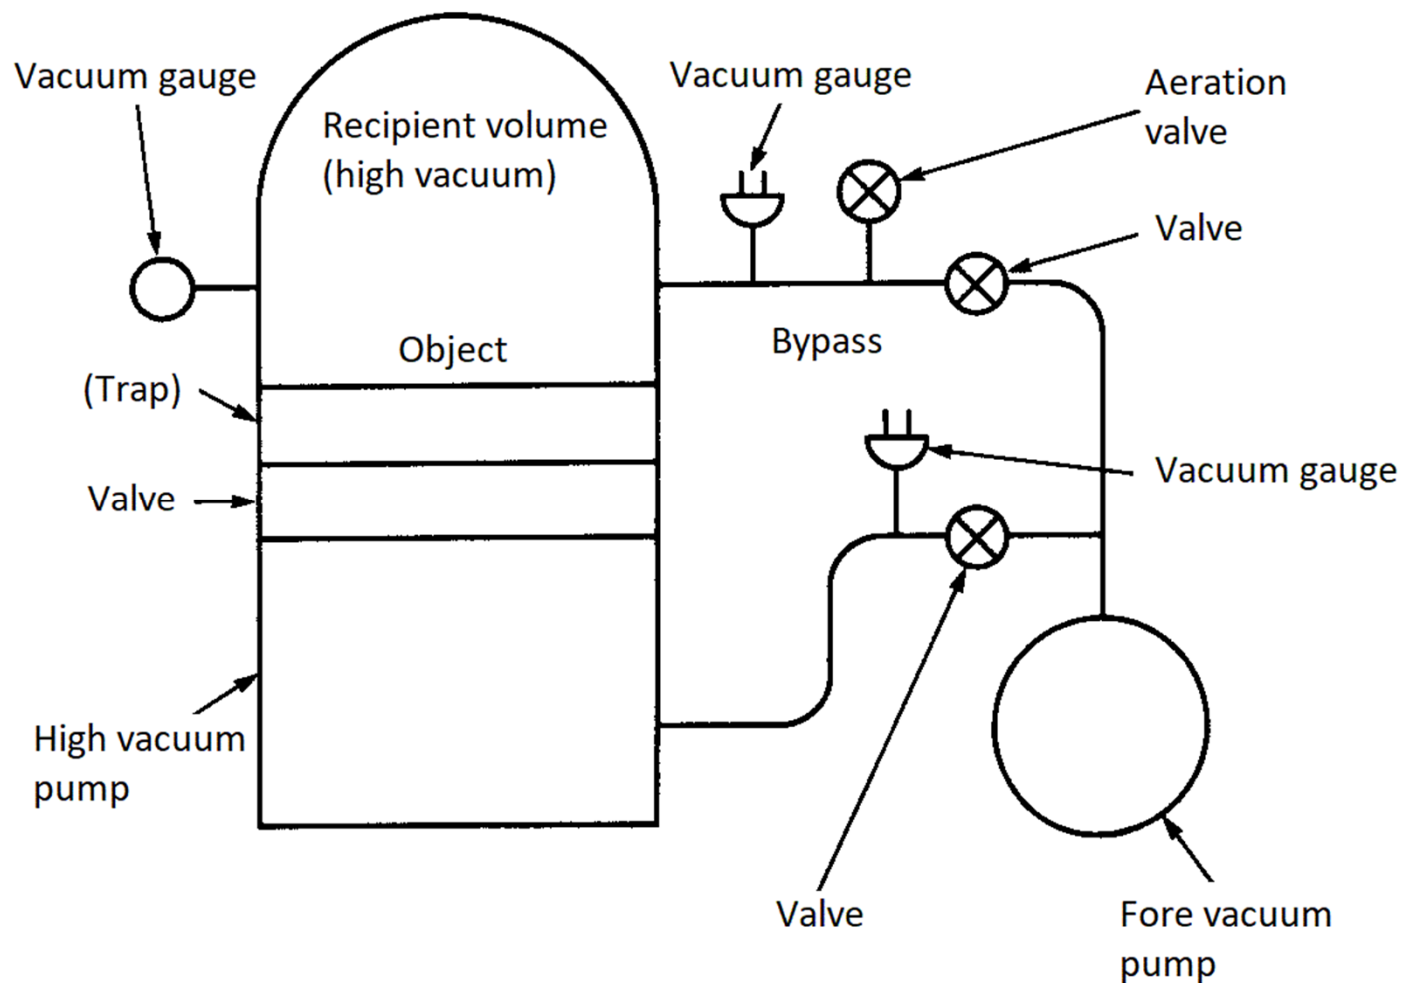 Vacuum gauge
Recipient volume
(high vacuum)
Vacuum gauge
Aeration
valve
Valve
Object
Bypass
(Trap)
Valve
Vacuum gauge
High vacuum
pump
Valve
Fore vacuum
pump